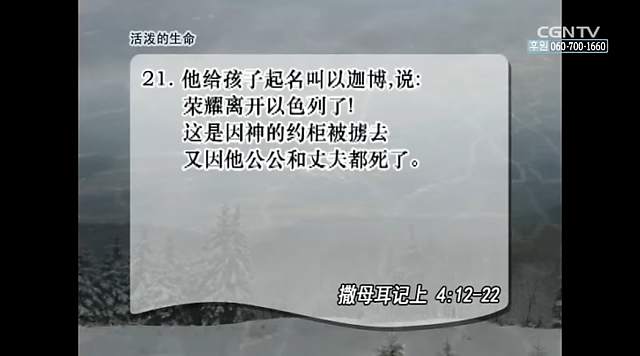 活泼的生命
CGNTV
후원 060-700-1660
21. 他给孩子起名叫以迦博,说:
荣耀离开以色列了!
这是因神的约柜被掳去
又因他公公和丈夫都死了。
撒母耳记上 4:12-22